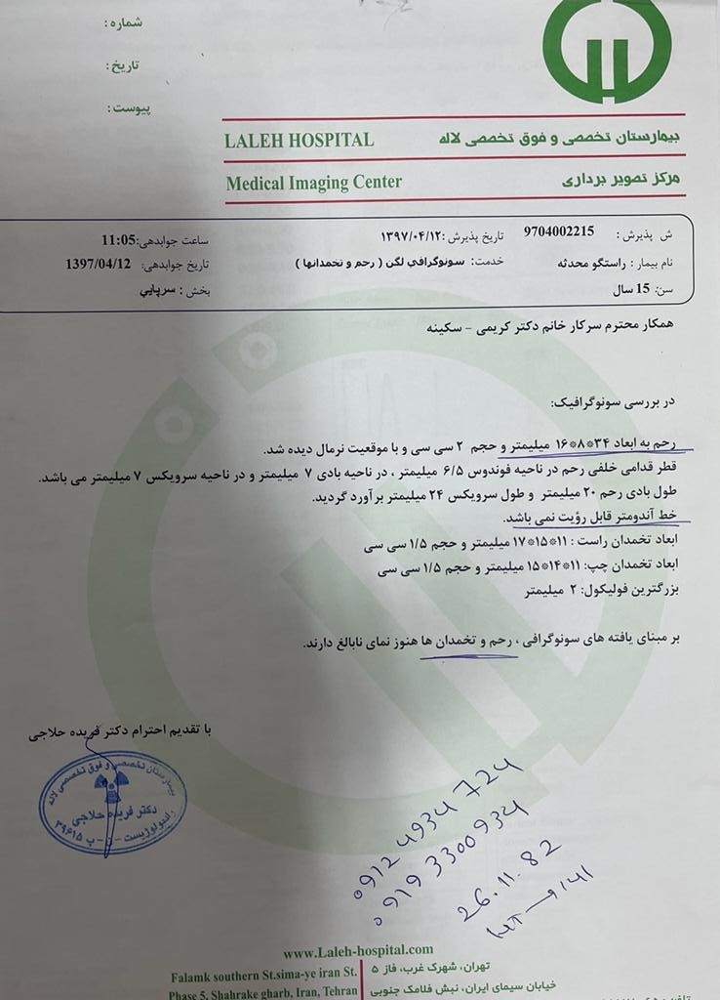 شماره :
تاریخ :
پیوست :
LALEH HOSPITAL بیمارستان تخصصی و فوق تخصصی لاله
Medical Imaging Center مرکز تصویر برداری
ش پذیرش : 9704002215 تاریخ پذیرش :۱۳۹۷/۰۴/۱۲ ساعت جوابدهی:11:05
نام بیمار : راستگو محدثه خدمت: سونوگرافي لگن ( رحم و تخمدانها ) تاریخ جوابدهی: 1397/04/12
سن: 15 سال بخش : سرپایی
همکار محترم سرکار خانم دکتر کریمی – سکینه
در بررسی سونوگرافیک:
رحم به ابعاد ۳۴*۸*۱۶ میلیمتر و حجم ۲ سی سی و با موقعیت نرمال دیده شد.
قطر قدامی خلفی رحم در ناحیه فوندوس ۶/۵ میلیمتر ، در ناحیه بادی ۷ میلیمتر و در ناحیه سرویکس ۷ میلیمتر می باشد.
طول بادی رحم ۲۰ میلیمتر و طول سرویکس ۲۴ میلیمتر برآورد گردید.
خط آندومتر قابل رؤیت نمی باشد.
ابعاد تخمدان راست : ۱۱*۱۵*۱۷ میلیمتر و حجم ۱/۵ سی سی
ابعاد تخمدان چپ: ۱۱*۱۴*۱۵ میلیمتر و حجم ۱/۵ سی سی
بزرگترین فولیکول: ۲ میلیمتر
بر مبنای یافته های سونوگرافی ، رحم و تخمدان ها هنوز نمای نابالغ دارند.
با تقدیم احترام دکتر فریده حلاجی
بیمارستان تخصصی و فوق تخصصی لاله
دکتر فریده حلاجی
رادیولوژیست
ن - پ ۳۹۶۱۵
0912 4934 724
0919 3300934
26.11.82
www.Laleh-hospital.com
Falamk southern St.sima-ye iran St. تهران، شهرک غرب، فاز ۵
Phase 5, Shahrake gharb, Iran, Tehran خیابان سیمای ایران، نبش فلامک جنوبی